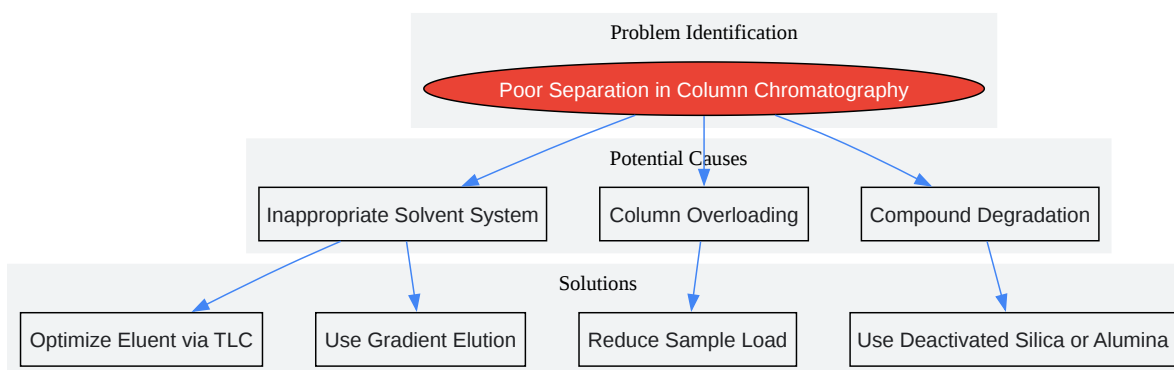 Problem Identification
Poor Separation in Column Chromatography
Potential Causes
Inappropriate Solvent System
Column Overloading
Compound Degradation
Solutions
Optimize Eluent via TLC
Use Gradient Elution
Reduce Sample Load
Use Deactivated Silica or Alumina